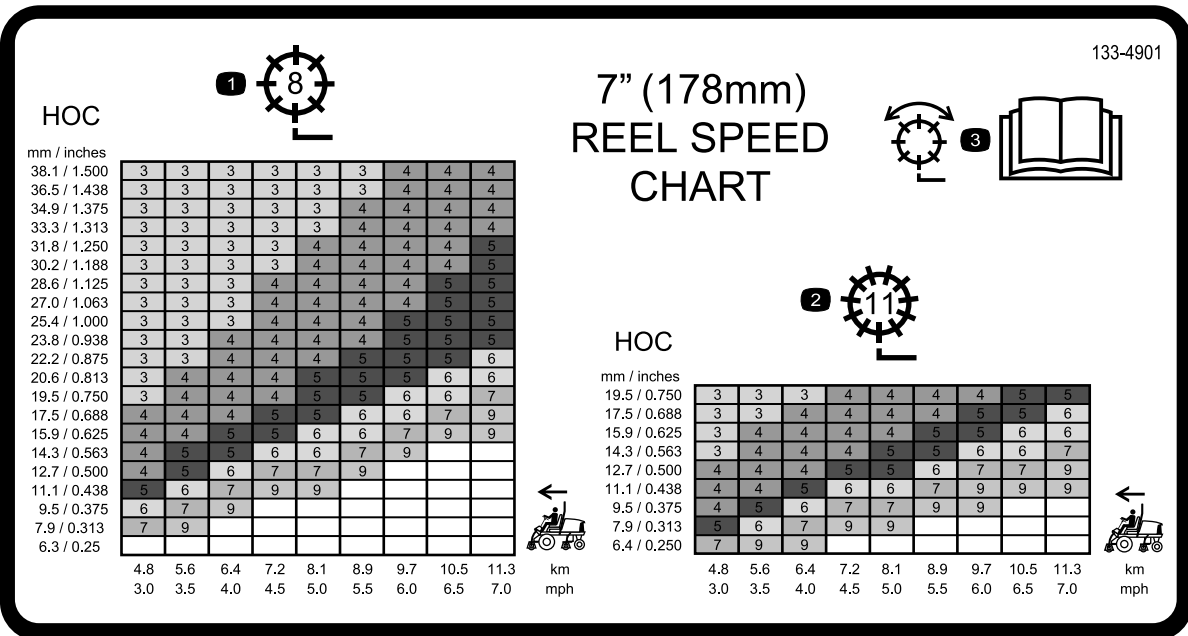 133-4901
7” (178mm)
REEL SPEED
CHART
3
1
8
HOC
mm / inches
38.1 / 1.500 3 3 3 3 3 3 4 4 4
36.5 / 1.438 3 3 3 3 3 3 4 4 4
34.9 / 1.375 3 3 3 3 3 4 4 4 4
33.3 / 1.313 3 3 3 3 3 4 4 4 4
31.8 / 1.250 3 3 3 3 4 4 4 4 5
30.2 / 1.188 3 3 3 3 4 4 4 4 5
28.6 / 1.125 3 3 3 4 4 4 4 5 5
27.0 / 1.063 3 3 3 4 4 4 4 5 5
25.4 / 1.000 3 3 3 4 4 4 5 5 5
23.8 / 0.938 3 3 4 4 4 4 5 5 5
22.2 / 0.875 3 3 4 4 4 5 5 5 6
20.6 / 0.813 3 4 4 4 5 5 5 6 6
19.5 / 0.750 3 4 4 4 5 5 6 6 7
17.5 / 0.688 4 4 4 5 5 6 6 7 9
15.9 / 0.625 4 4 5 5 6 6 7 9 9
14.3 / 0.563 4 5 5 6 6 7 9
12.7 / 0.500 4 5 6 7 7 9
11.1 / 0.438 5 6 7 9 9
9.5 / 0.375 6 7 9
7.9 / 0.313 7 9
6.3 / 0.25
4.8 5.6 6.4 7.2 8.1 8.9 9.7 10.5 11.3 km
3.0 3.5 4.0 4.5 5.0 5.5 6.0 6.5 7.0 mph
2
11
HOC
mm / inches
19.5 / 0.750 3 3 3 4 4 4 4 5 5
17.5 / 0.688 3 3 4 4 4 4 5 5 6
15.9 / 0.625 3 4 4 4 4 5 5 6 6
14.3 / 0.563 3 4 4 4 5 5 6 6 7
12.7 / 0.500 4 4 4 5 5 6 7 7 9
11.1 / 0.438 4 4 5 6 6 7 9 9 9
9.5 / 0.375 4 5 6 7 7 9 9
7.9 / 0.313 5 6 7 9 9
6.4 / 0.250 7 9 9
4.8 5.6 6.4 7.2 8.1 8.9 9.7 10.5 11.3 km
3.0 3.5 4.0 4.5 5.0 5.5 6.0 6.5 7.0 mph